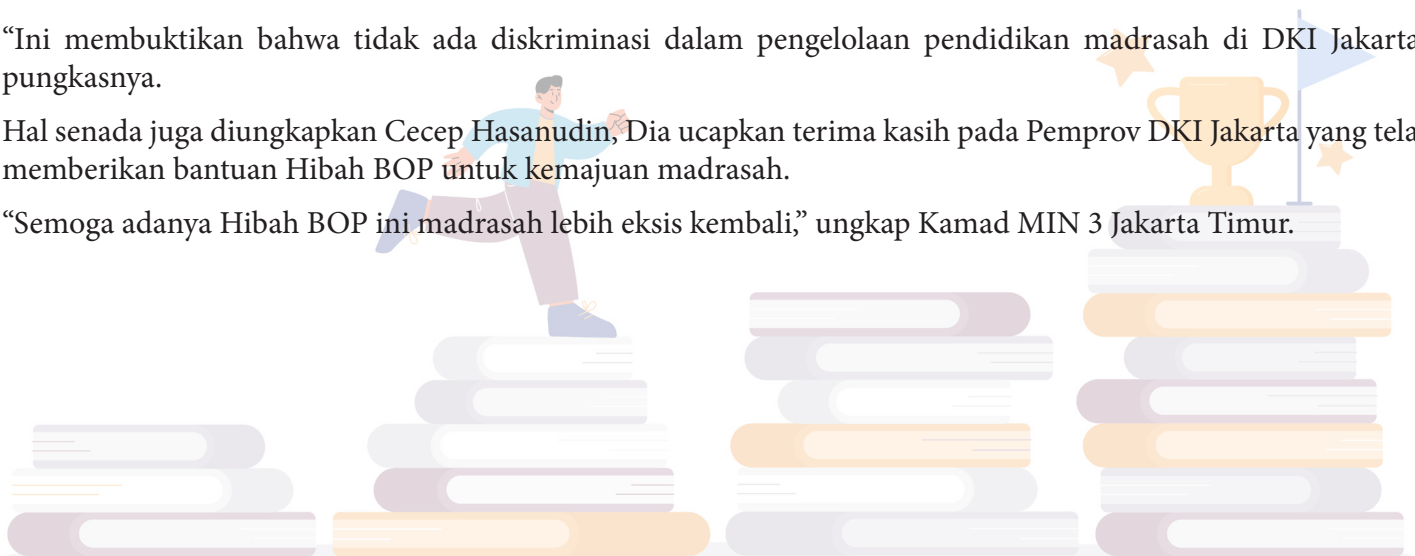 “Ini membuktikan bahwa tidak ada diskriminasi dalam pengelolaan pendidikan madrasah di DKI Jakarta
pungkasnya.
Hal senada juga diungkapkan Cecep Hasanudin, Dia ucapkan terima kasih pada Pemprov DKI Jakarta yang tela
memberikan bantuan Hibah BOP untuk kemajuan madrasah.
“Semoga adanya Hibah BOP ini madrasah lebih eksis kembali,” ungkap Kamad MIN 3 Jakarta Timur.